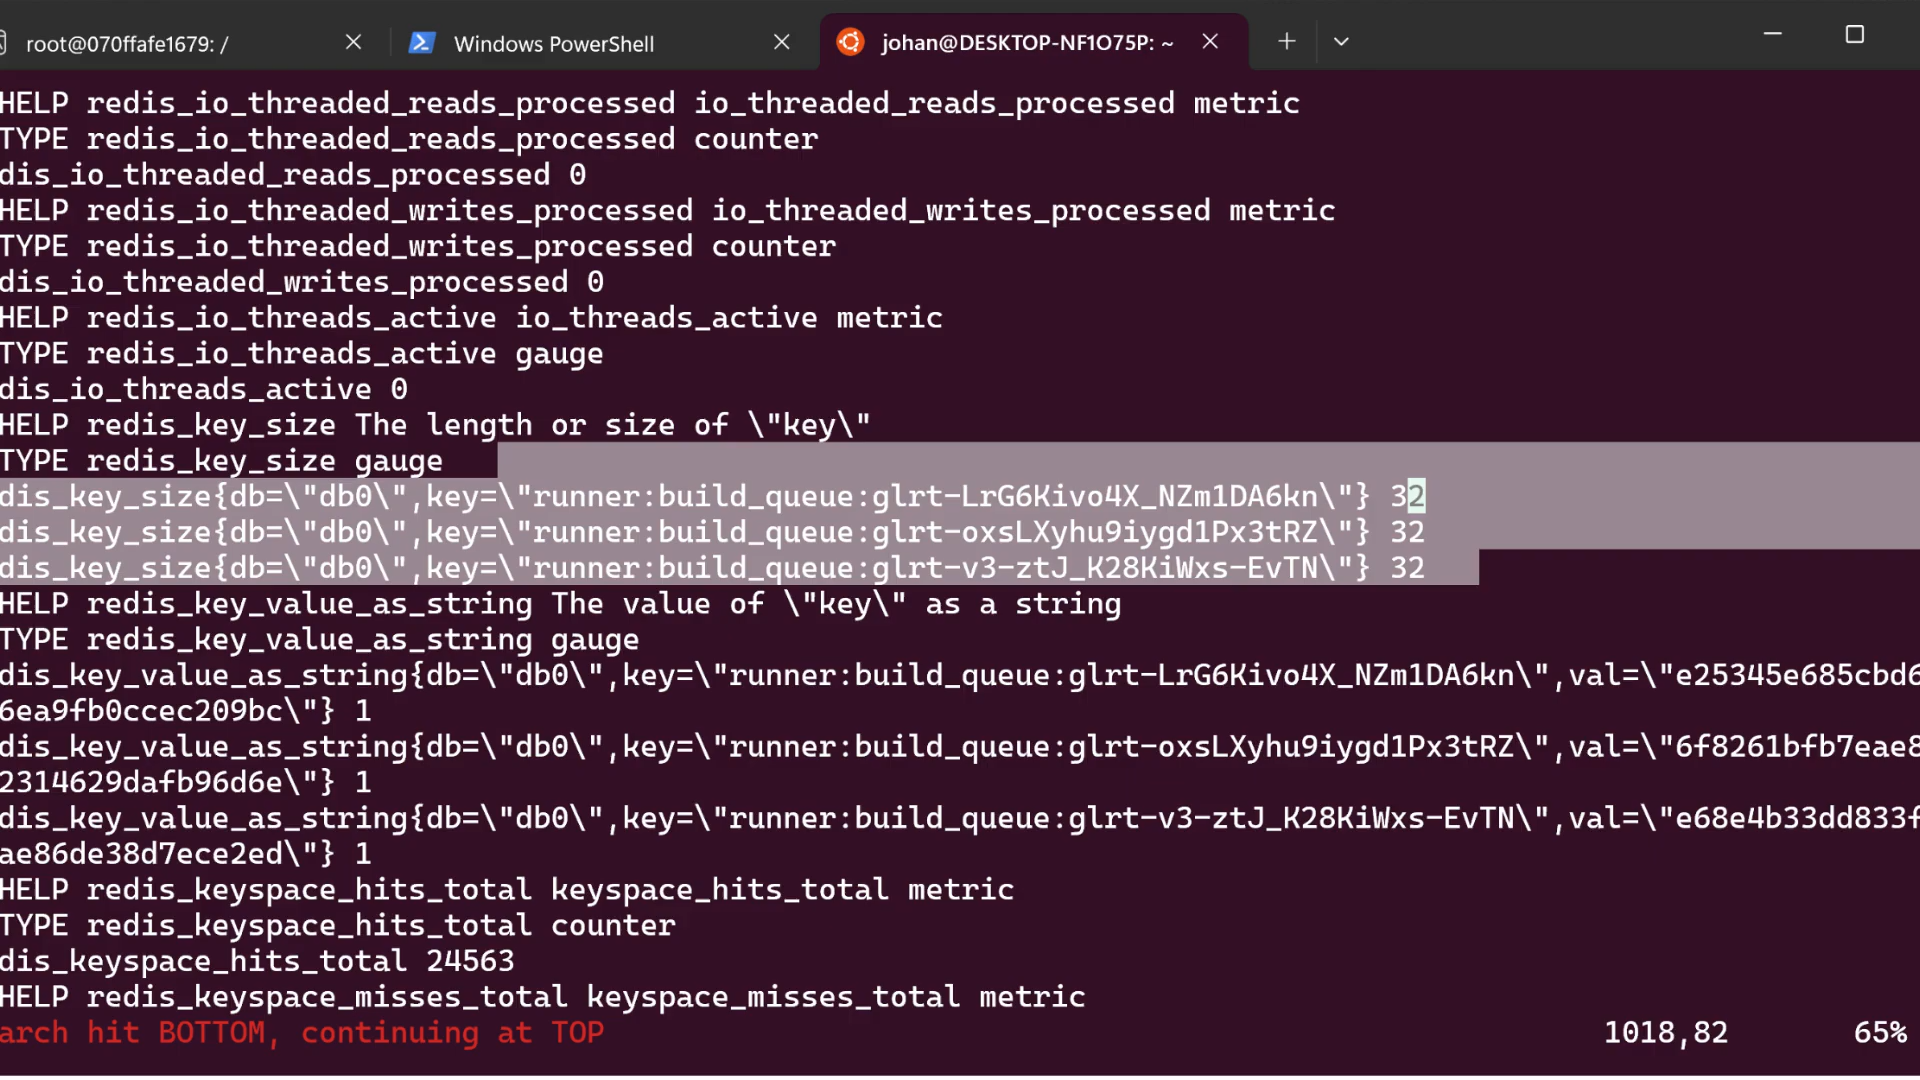 root@070ffafe1679: /
Windows PowerShell
johan@DESKTOP-NF1O75P: ~
HELP redis_io_threaded_reads_processed io_threaded_reads_processed metric
TYPE redis_io_threaded_reads_processed counter
dis_io_threaded_reads_processed 0
HELP redis_io_threaded_writes_processed io_threaded_writes_processed metric
TYPE redis_io_threaded_writes_processed counter
dis_io_threaded_writes_processed 0
HELP redis_io_threads_active io_threads_active metric
TYPE redis_io_threads_active gauge
dis_io_threads_active 0
HELP redis_key_size The length or size of \"key\"
TYPE redis_key_size gauge
dis_key_size{db=\"db0\",key=\"runner:build_queue:glrt-LrG6Kivo4X_NZm1DA6kn\"} 32
dis_key_size{db=\"db0\",key=\"runner:build_queue:glrt-oxsLXyhu9iygd1Px3tRZ\"} 32
dis_key_size{db=\"db0\",key=\"runner:build_queue:glrt-v3-ztJ_K28KiWxs-EvTN\"} 32
HELP redis_key_value_as_string The value of \"key\" as a string
TYPE redis_key_value_as_string gauge
dis_key_value_as_string{db=\"db0\",key=\"runner:build_queue:glrt-LrG6Kivo4X_NZm1DA6kn\",val=\"e25345e685cbd6
6ea9fb0ccec209bc\"} 1
dis_key_value_as_string{db=\"db0\",key=\"runner:build_queue:glrt-oxsLXyhu9iygd1Px3tRZ\",val=\"6f8261bfb7eae8
2314629dafb96d6e\"} 1
dis_key_value_as_string{db=\"db0\",key=\"runner:build_queue:glrt-v3-ztJ_K28KiWxs-EvTN\",val=\"e68e4b33dd833f
ae86de38d7ece2ed\"} 1
HELP redis_keyspace_hits_total keyspace_hits_total metric
TYPE redis_keyspace_hits_total counter
dis_keyspace_hits_total 24563
HELP redis_keyspace_misses_total keyspace_misses_total metric
arch hit BOTTOM, continuing at TOP 1018,82 65%